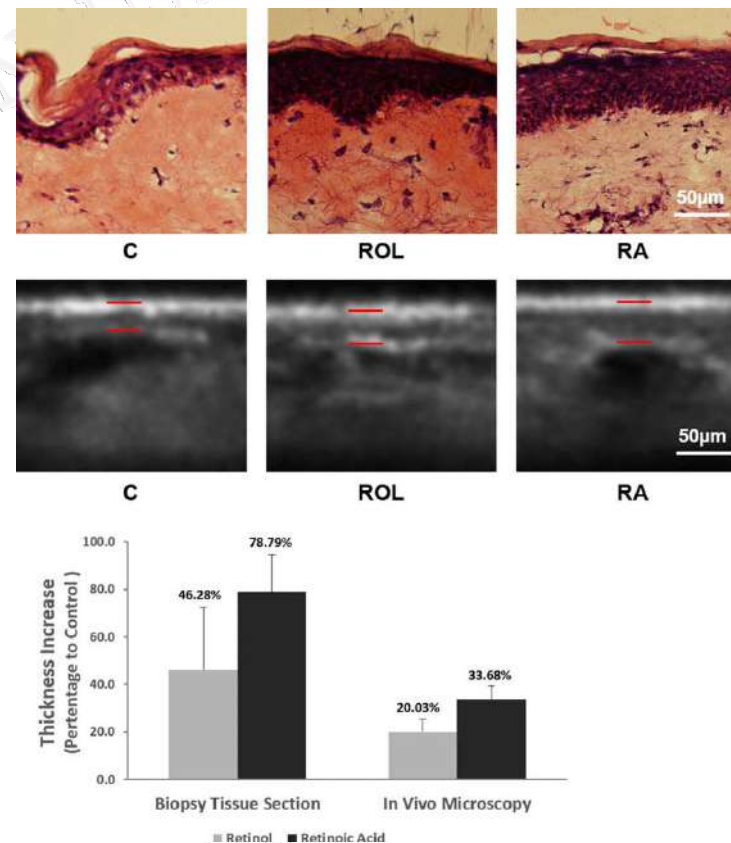 50µm
C ROL RA
50µm
C ROL RA
Thickness Increase
(Pertentage to Control )
100.0
80.0
60.0
40.0
20.0
0.0
46.28%
78.79%
20.03%
33.68%
Biopsy Tissue Section In Vivo Microscopy
Retinol Retinoic Acid